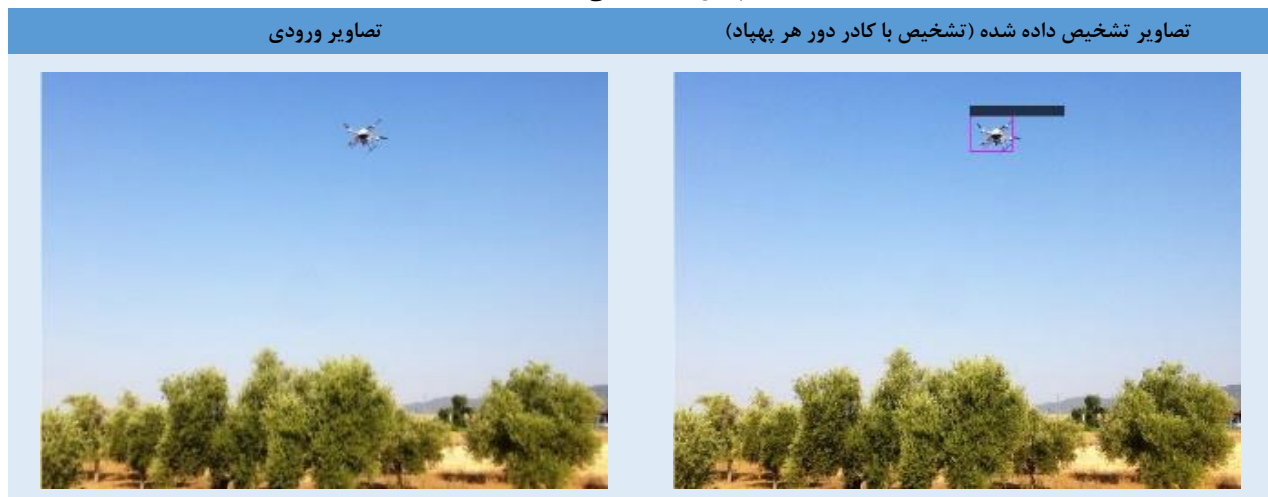 تصاویر تشخیص داده شده (تشخیص با کادر دور هر پهپاد)
تصاویر ورودی